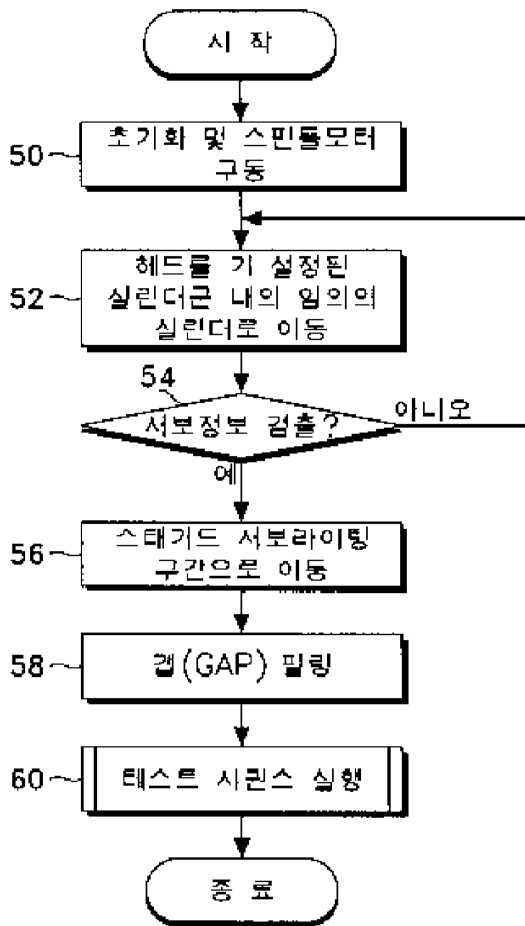 시 작
50
초기화 및 스핀들모터
구동
52
헤드를 기 설정된
실린더군 내의 임의의
실린더로 이동
54
서보정보 검출?
아니오
예
56
스태거드 서보라이팅
구간으로 이동
58
갭(GAP) 필링
60
테스트 시퀀스 실행
종 료